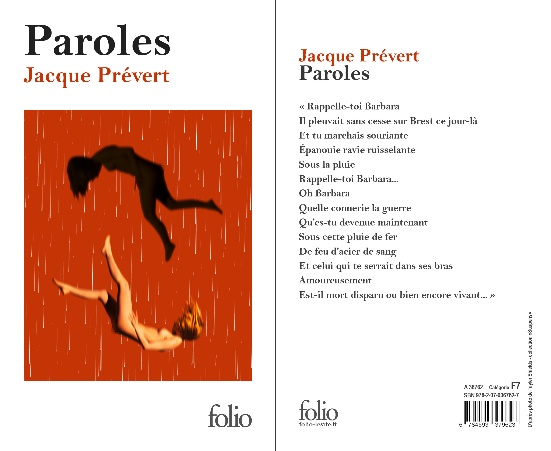 Paroles
Jacque Prévert
folio
Jacque Prévert
Paroles
« Rappelle-toi Barbara
Il pleuvait sans cesse sur Brest ce jour-là
Et tu marchais souriante
Épanouie ravie ruisselante
Sous la pluie
Rappelle-toi Barbara...
Oh Barbara
Quelle connerie la guerre
Qu'es-tu devenue maintenant
Sous cette pluie de fer
De feu d'acier de sang
Et celui qui te serrait dans ses bras
Amoureusement
Est-il mort disparu ou bien encore vivant... »
A 36762 Catégorie F7
folio